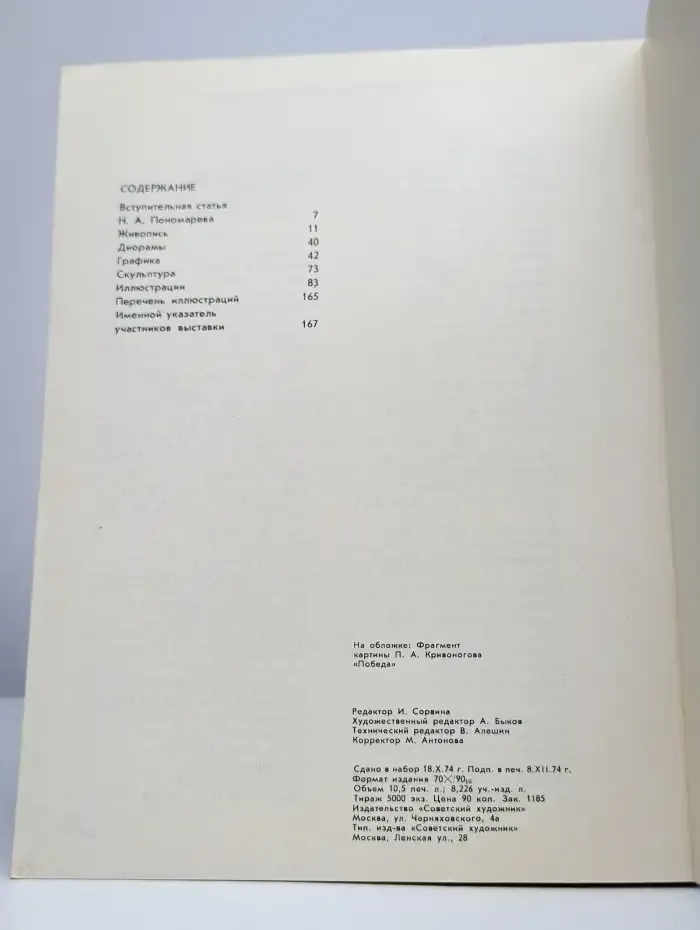 СОДЕРЖАНИЕ
Вступительная статья
Н. А. Пономарева 7
Живопись 11
Диорамы 40
Графика 42
Скульптура 73
Иллюстрации 83
Перечень иллюстраций 165
Именной указатель
участников выставки 167
На обложке: Фрагмент
картины П. А. Кривоногова
«Победа»
Редактор И. Сорвина
Художественный редактор А. Быков
Технический редактор В. Алешин
Корректор М. Антонова
Сдано в набор 18.X.74 г. Подп. в печ. 8.XII.74 г.
Формат издания 70×90₁₆
Объем 10,5 печ. л.; 8,226 уч.-изд. л.
Тираж 5000 экз. Цена 90 коп. Зак. 1185
Издательство «Советский художник»
Москва, ул. Черняховского, 4а
Тип. изд-ва «Советский художник»
Москва, Ленская ул., 28